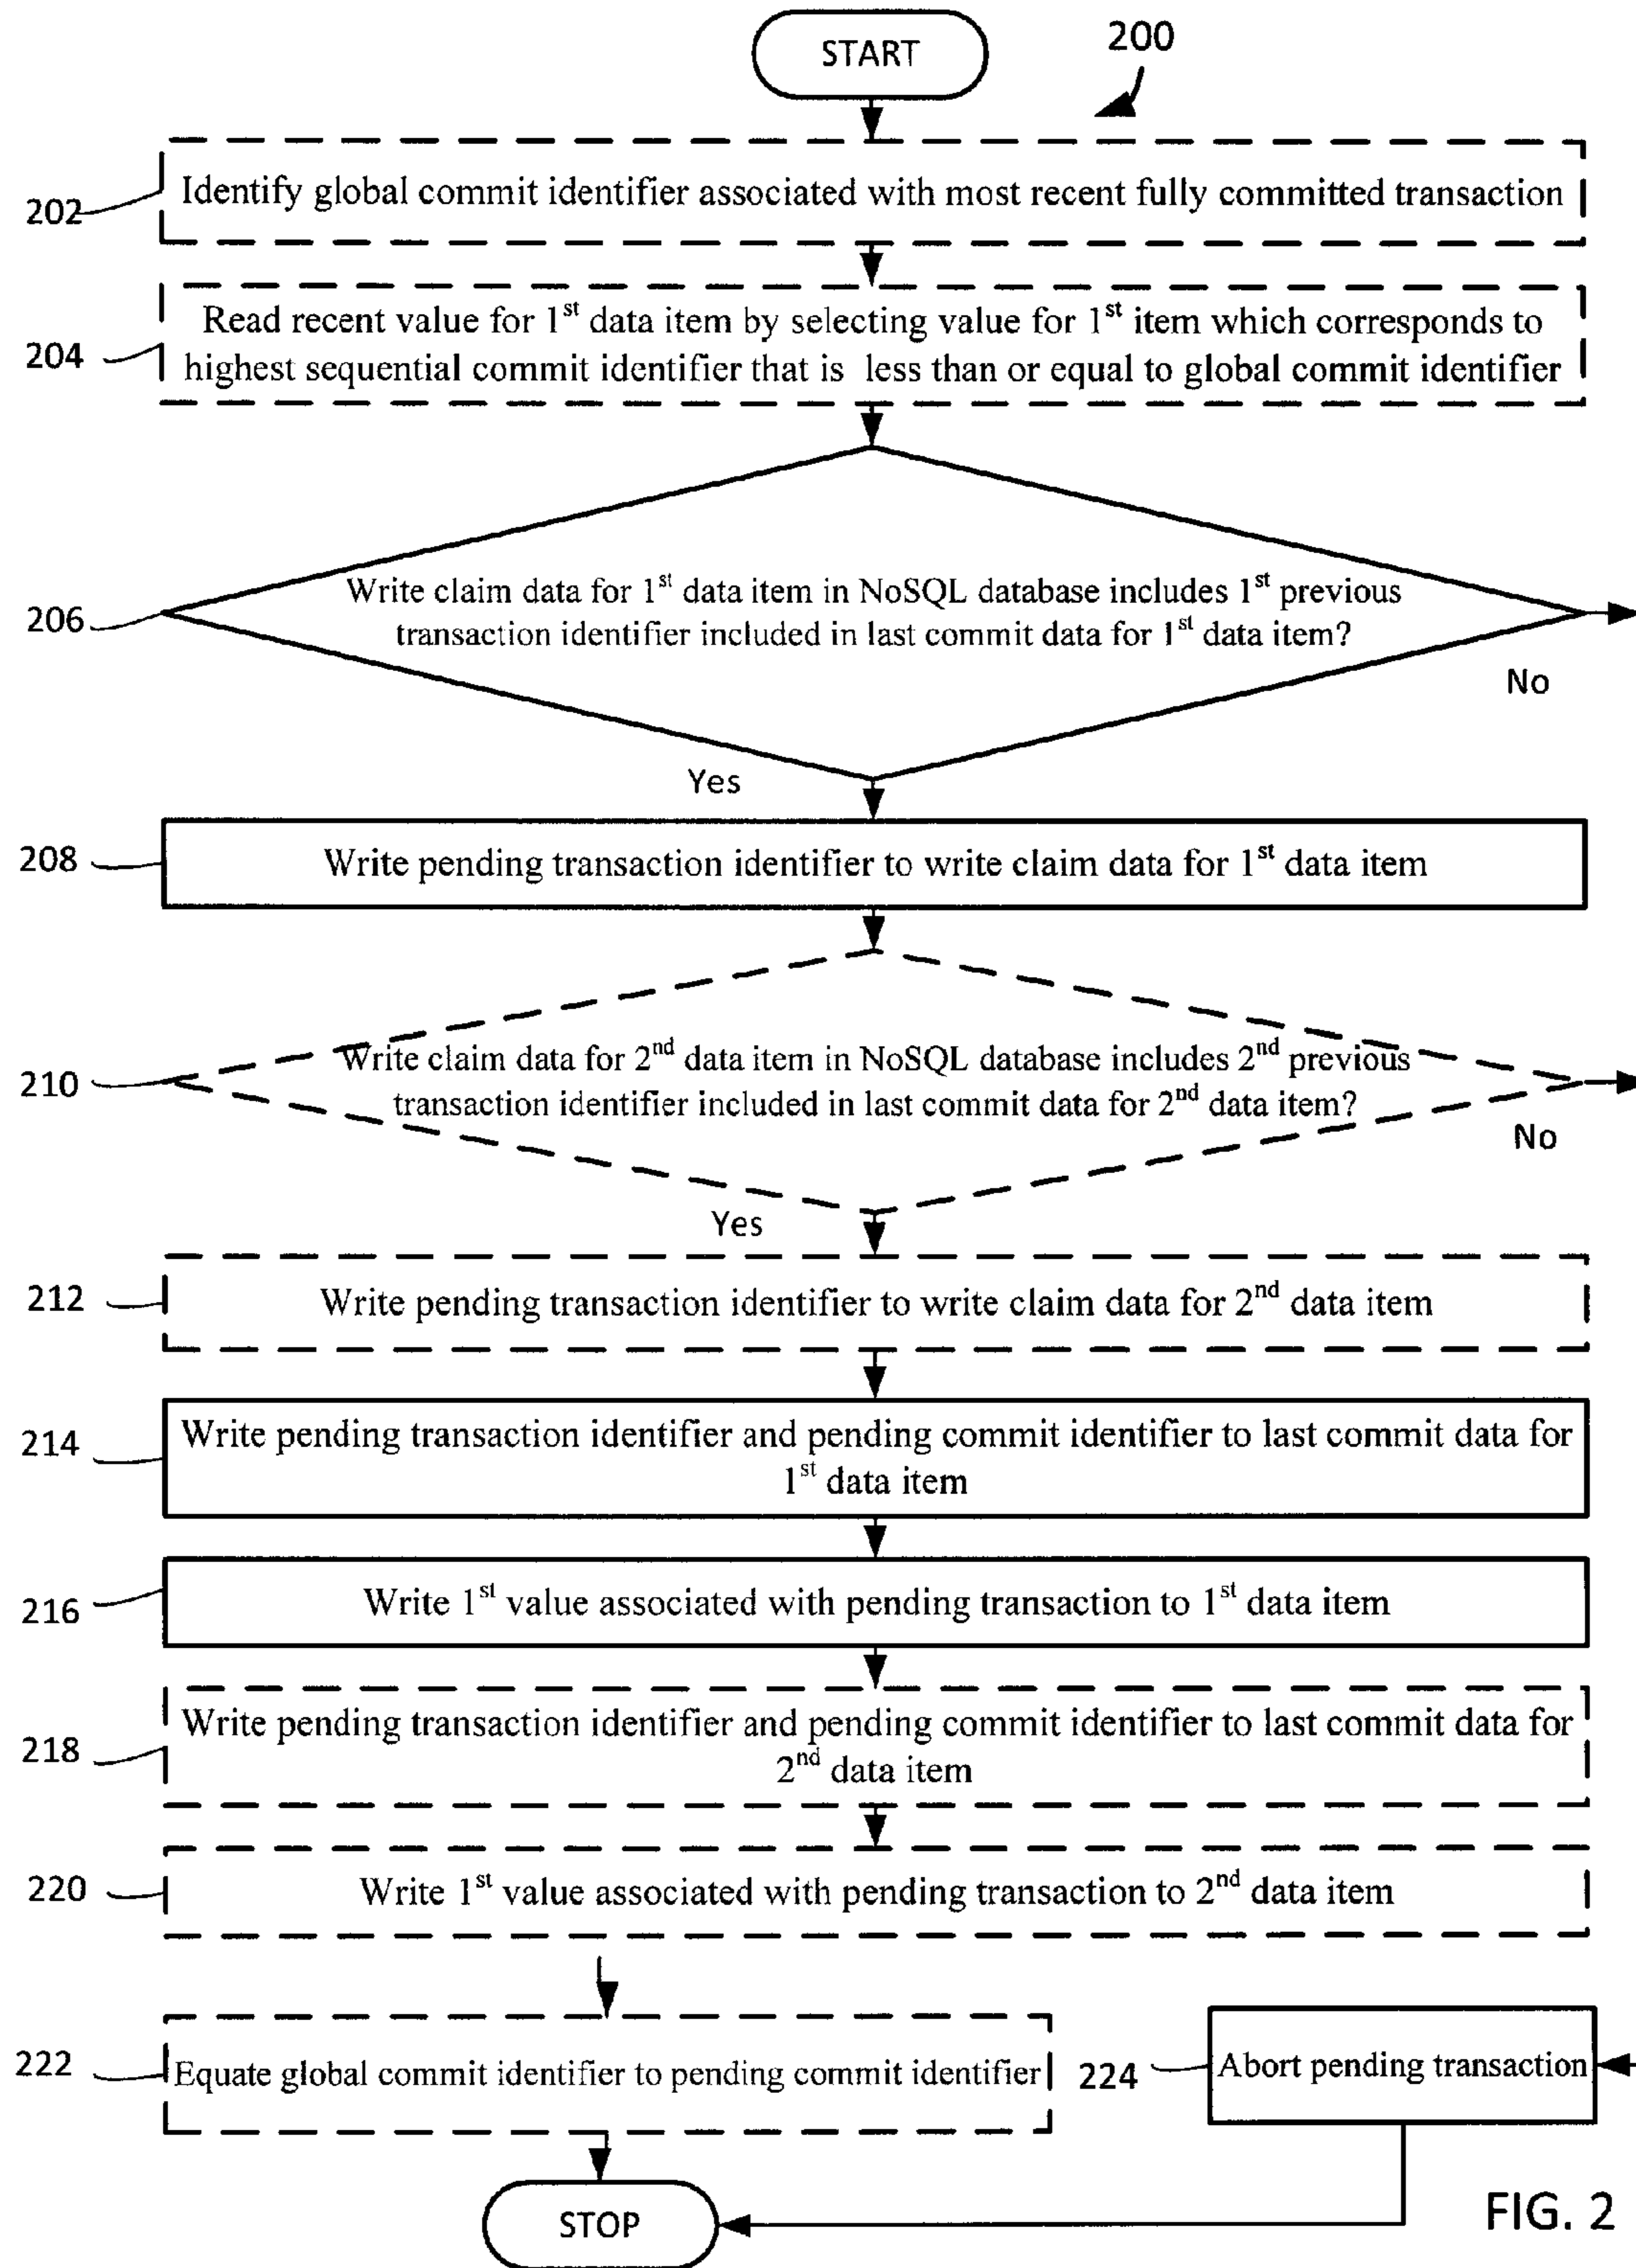 START
200
202
Identify global commit identifier associated with most recent fully committed transaction
204
Read recent value for 1st data item by selecting value for 1st item which corresponds to
highest sequential commit identifier that is less than or equal to global commit identifier
206
Write claim data for 1st data item in NoSQL database includes 1st previous
transaction identifier included in last commit data for 1st data item?
No
Yes
208
Write pending transaction identifier to write claim data for 1st data item
210
Write claim data for 2nd data item in NoSQL database includes 2nd previous
transaction identifier included in last commit data for 2nd data item?
No
Yes
212
Write pending transaction identifier to write claim data for 2nd data item
214
Write pending transaction identifier and pending commit identifier to last commit data for
1st data item
216
Write 1st value associated with pending transaction to 1st data item
218
Write pending transaction identifier and pending commit identifier to last commit data for
2nd data item
220
Write 1st value associated with pending transaction to 2nd data item
222
Equate global commit identifier to pending commit identifier
224
Abort pending transaction
STOP
FIG. 2